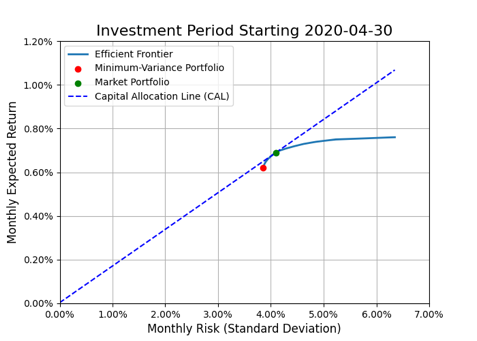 Investment Period Starting 2020-04-30
Efficient Frontier
Minimum-Variance Portfolio
Market Portfolio
Capital Allocation Line (CAL)
Monthly Expected Return
1.20%
1.00%
0.80%
0.60%
0.40%
0.20%
0.00%
0.00% 1.00% 2.00% 3.00% 4.00% 5.00% 6.00% 7.00%
Monthly Risk (Standard Deviation)